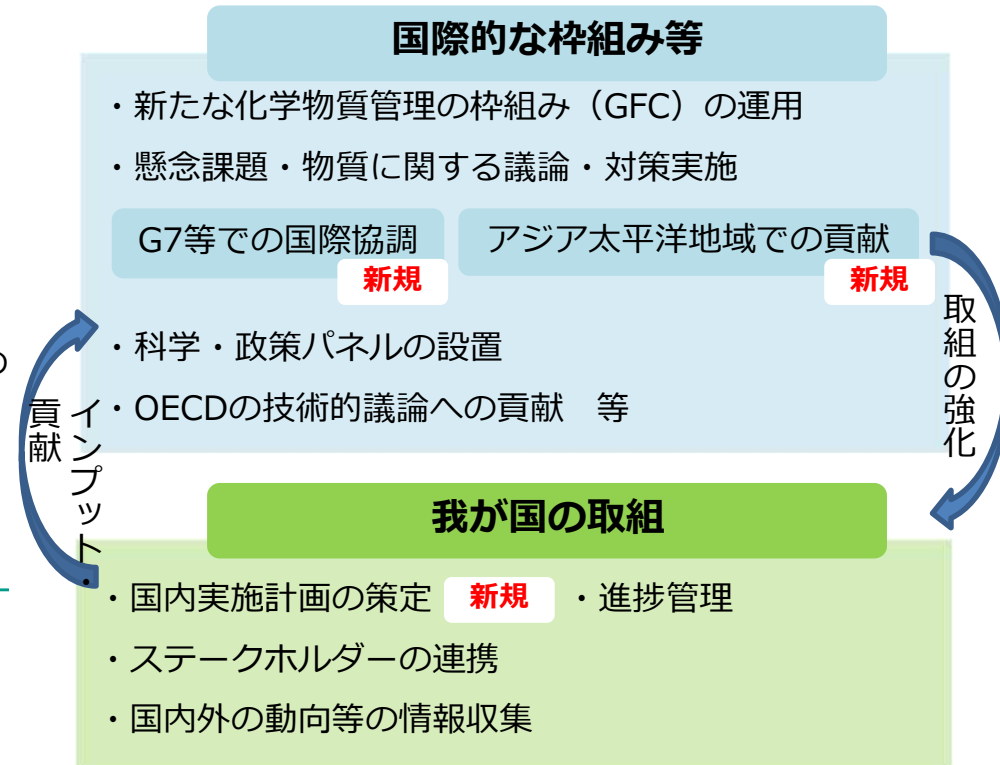 国際的な枠組み等
・新たな化学物質管理の枠組み（GFC）の運用
・懸念課題・物質に関する議論・対策実施
G7等での国際協調
新規
アジア太平洋地域での貢献
新規
・科学・政策パネルの設置
・OECDの技術的議論への貢献　等
取組の強化
の
インプット・
貢献
我が国の取組
・国内実施計画の策定 新規 ・進捗管理
・ステークホルダーの連携
・国内外の動向等の情報収集